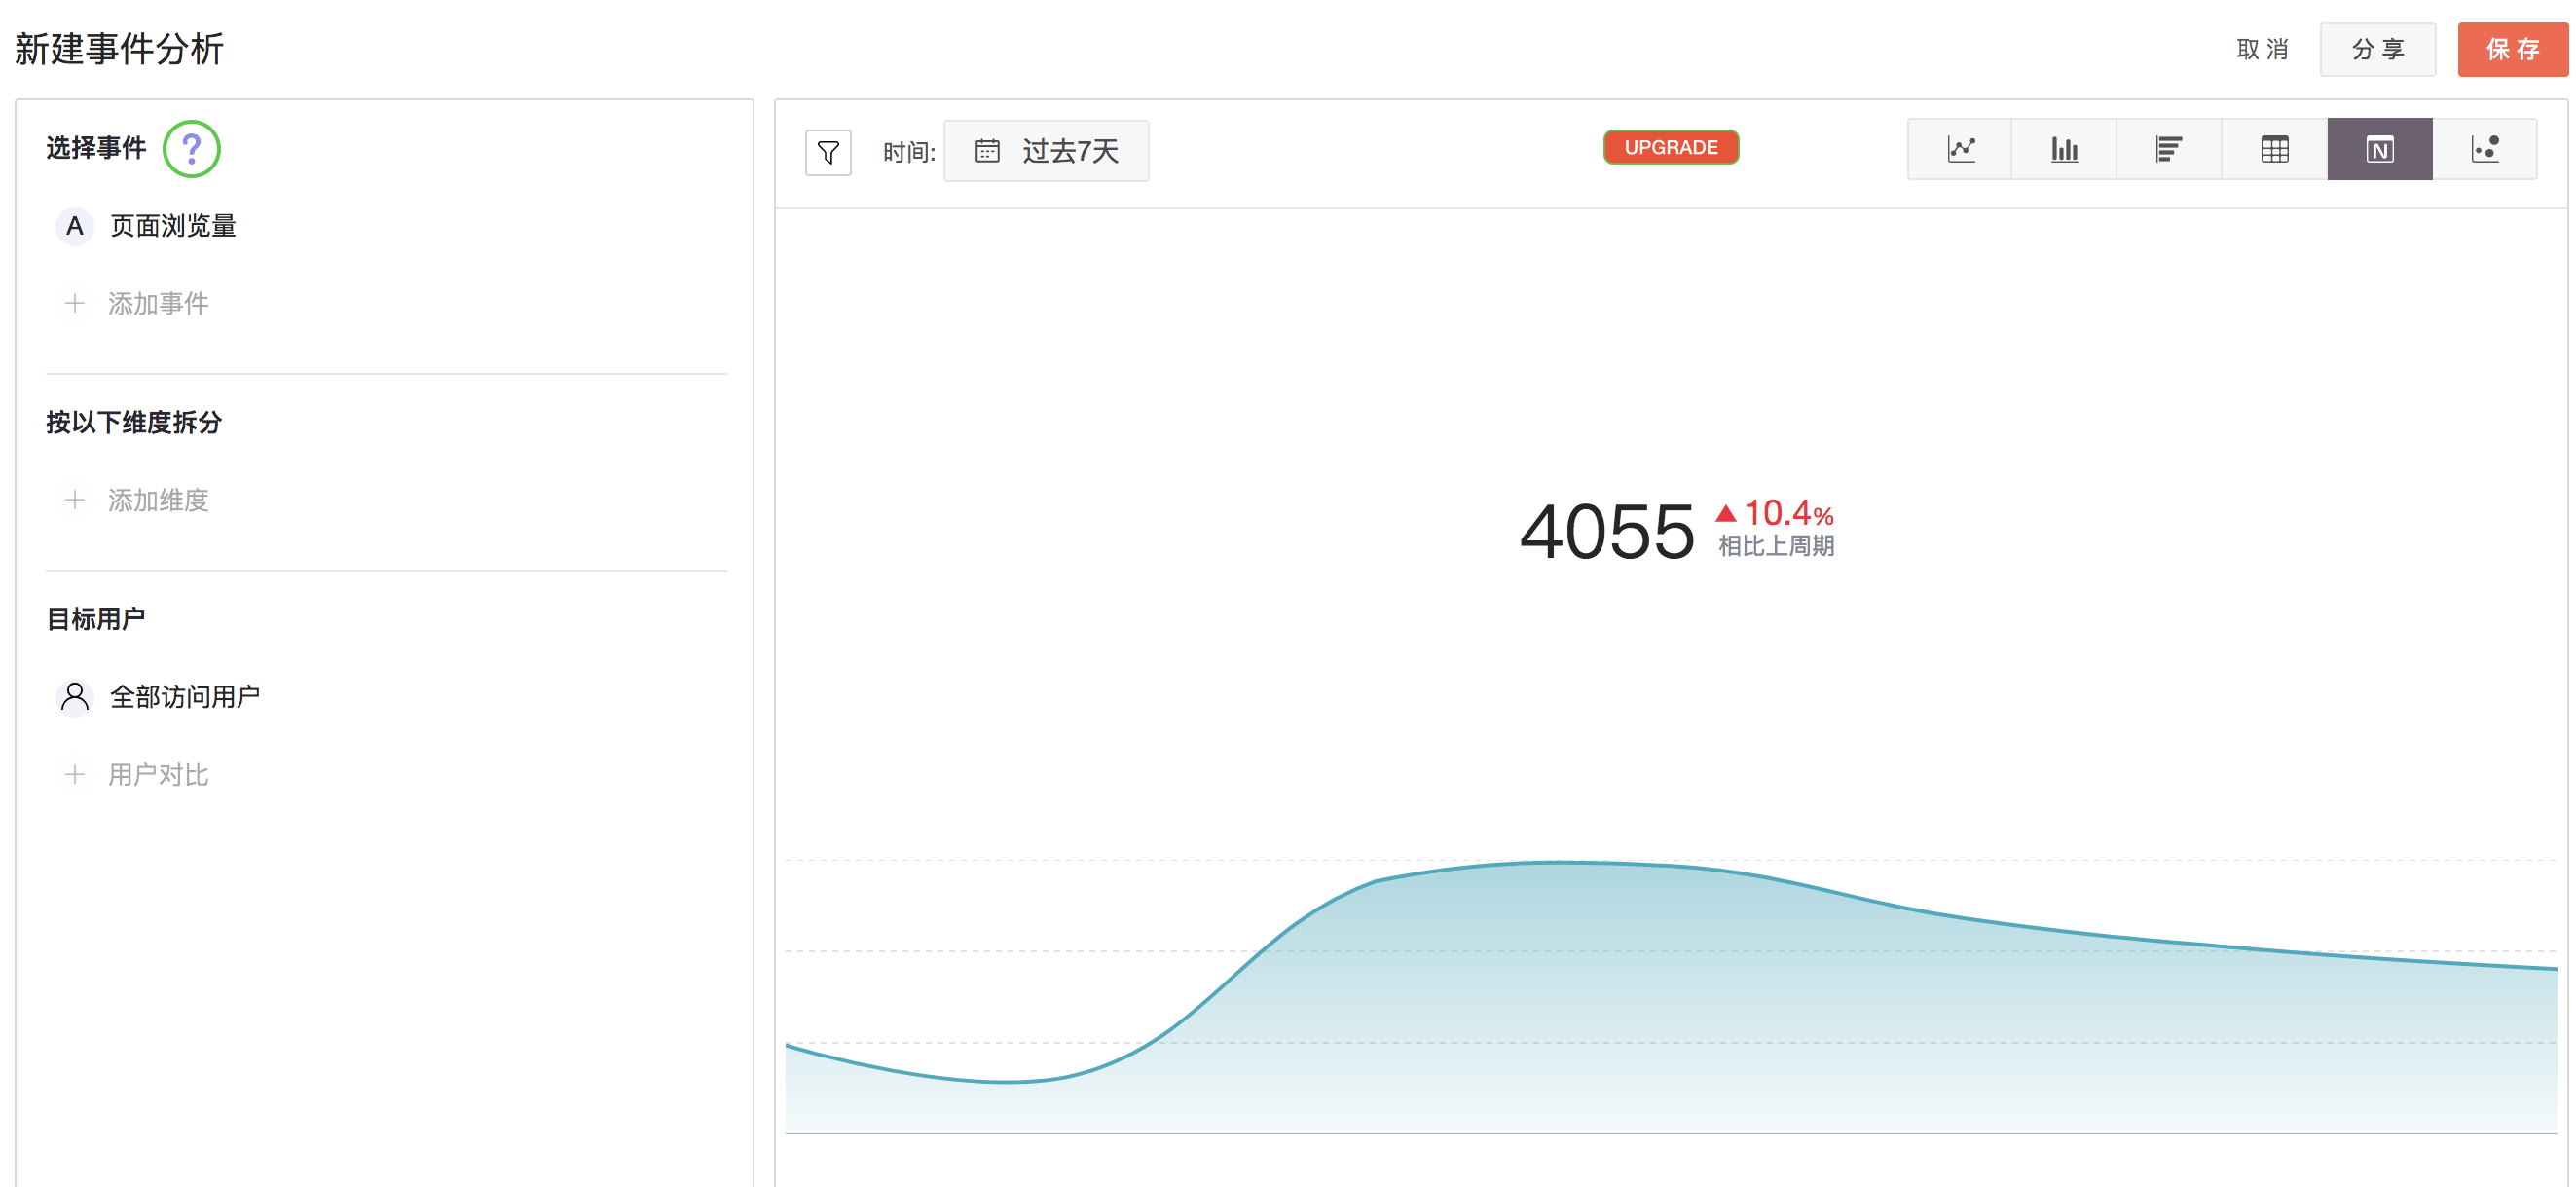 新建事件分析
取 消
分 享
保 存
选择事件 ?
A 页面浏览量
+ 添加事件
按以下维度拆分
+ 添加维度
目标用户
全部访问用户
+ 用户对比
时间: 过去7天
UPGRADE
N
4055 ▲10.4%
相比上周期